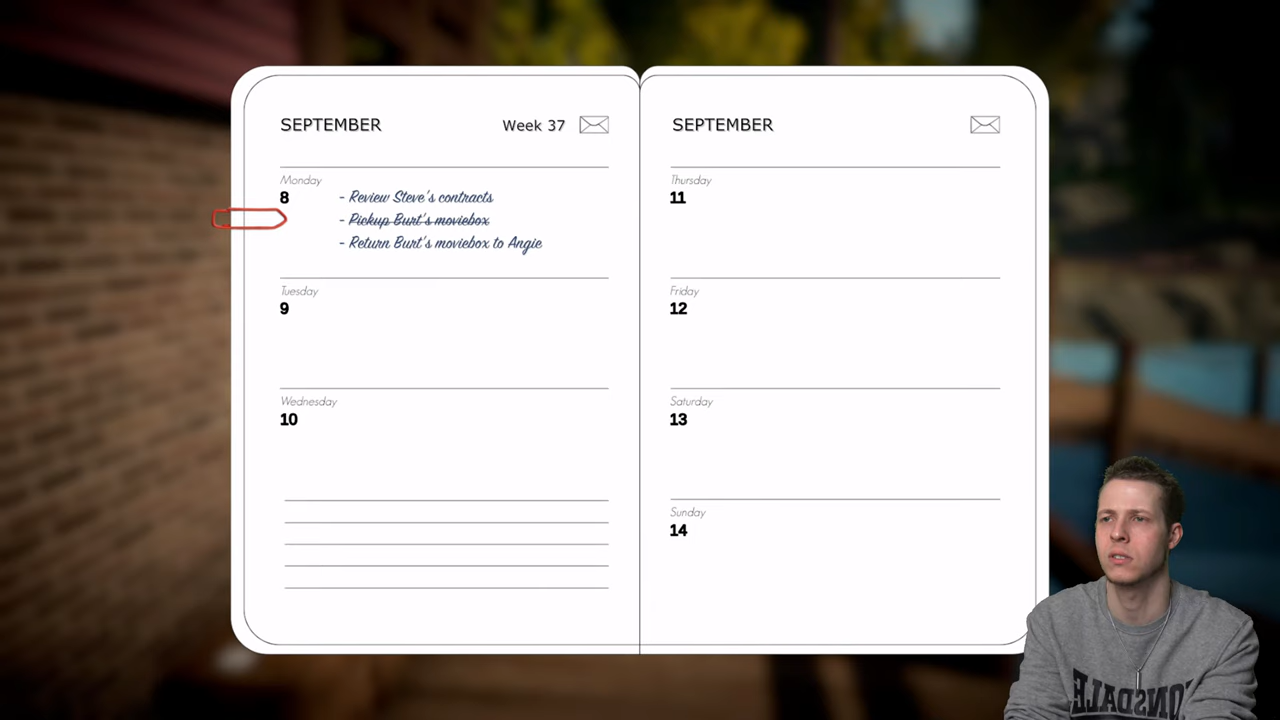 SEPTEMBER Week 37
Monday
8
- Review Steve's contracts
- Pickup Burt's moviebox
- Return Burt's moviebox to Angie
Tuesday
9
Wednesday
10
SEPTEMBER
Thursday
11
Friday
12
Saturday
13
Sunday
14
LONSDALE